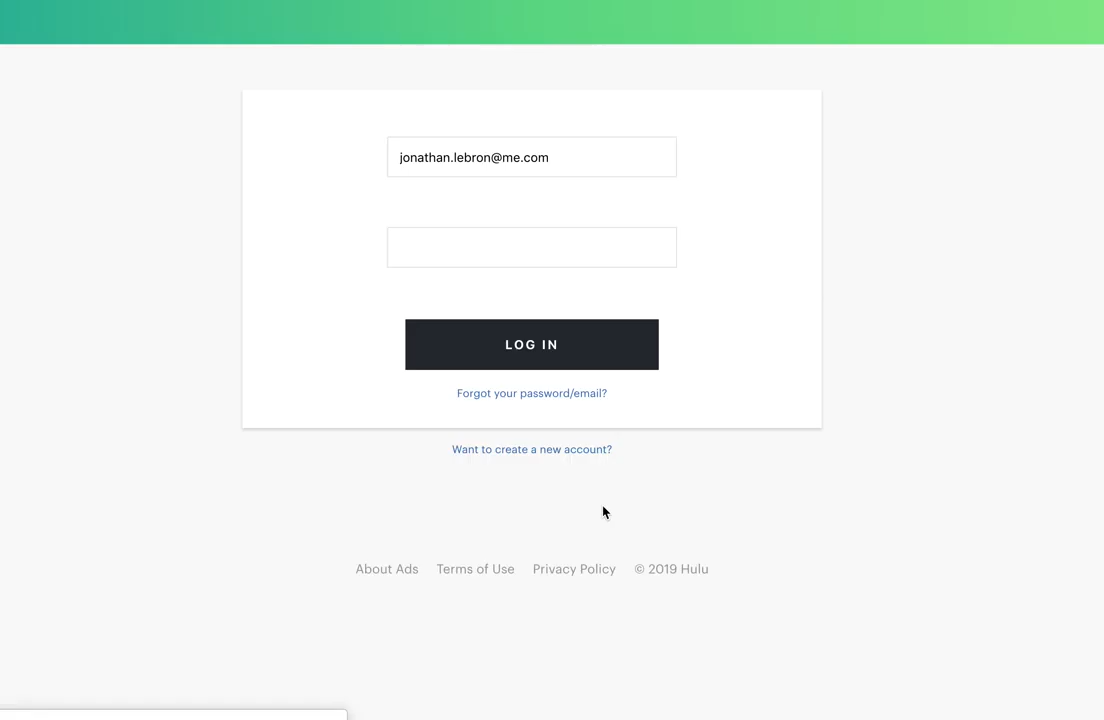 jonathan.lebron@me.com
LOG IN
Forgot your password/email?
Want to create a new account?
About Ads Terms of Use Privacy Policy © 2019 Hulu